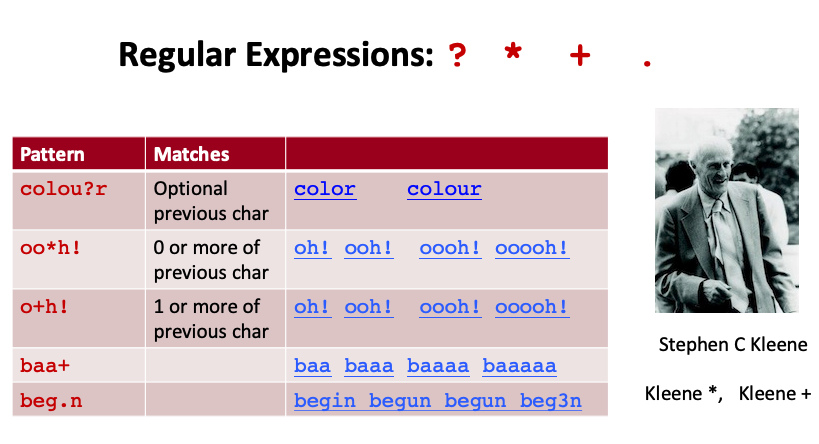 Regular Expressions: ? * + .
Pattern Matches
colou?r Optional previous char color colour
oo*h! 0 or more of previous char oh! ooh! oooh! ooooh!
o+h! 1 or more of previous char oh! ooh! oooh! ooooh!
baa+ baa baaa baaaa baaaaa
beg.n begin begun begun beg3n
Stephen C Kleene
Kleene *, Kleene +